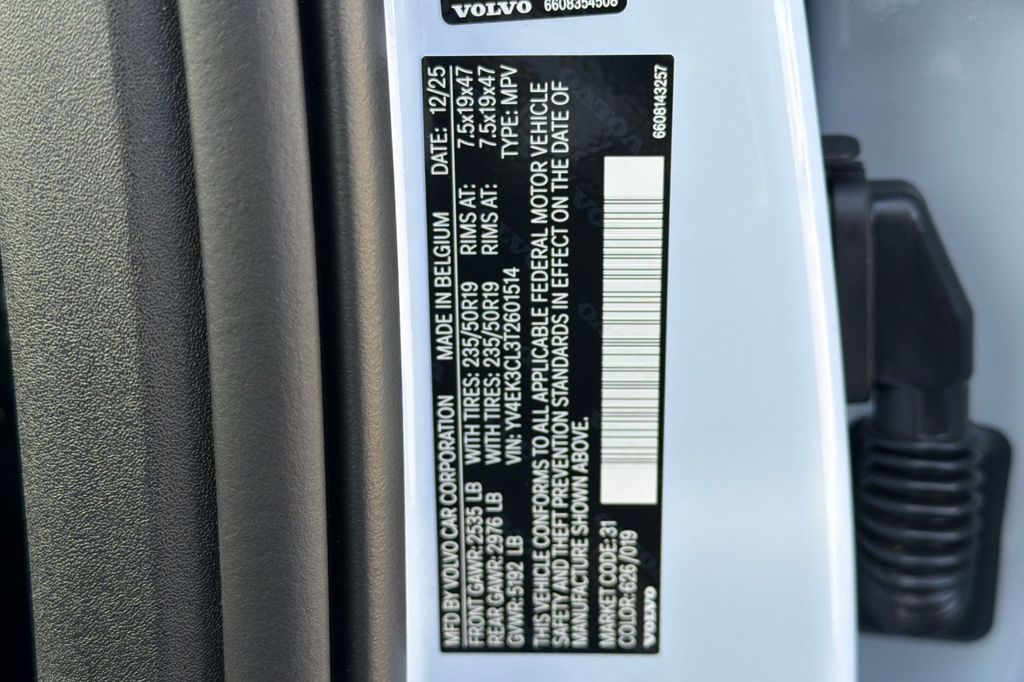 VOLVO 6608354508
MFD BY VOLVO CAR CORPORATION MADE IN BELGIUM DATE: 12/25
FRONT GAWR: 2535 LB WITH TIRES: 235/50R19 RIMS AT: 7.5x19x47
REAR GAWR: 2976 LB WITH TIRES: 235/50R19 RIMS AT: 7.5x19x47
GVWR: 5192 LB VIN: YV4EK3CL3T2601514 TYPE: MPV
THIS VEHICLE CONFORMS TO ALL APPLICABLE FEDERAL MOTOR VEHICLE
SAFETY AND THEFT PREVENTION STANDARDS IN EFFECT ON THE DATE OF
MANUFACTURE SHOWN ABOVE.
MARKET CODE: 31
COLOR: 626/019
VOLVO 6608143257